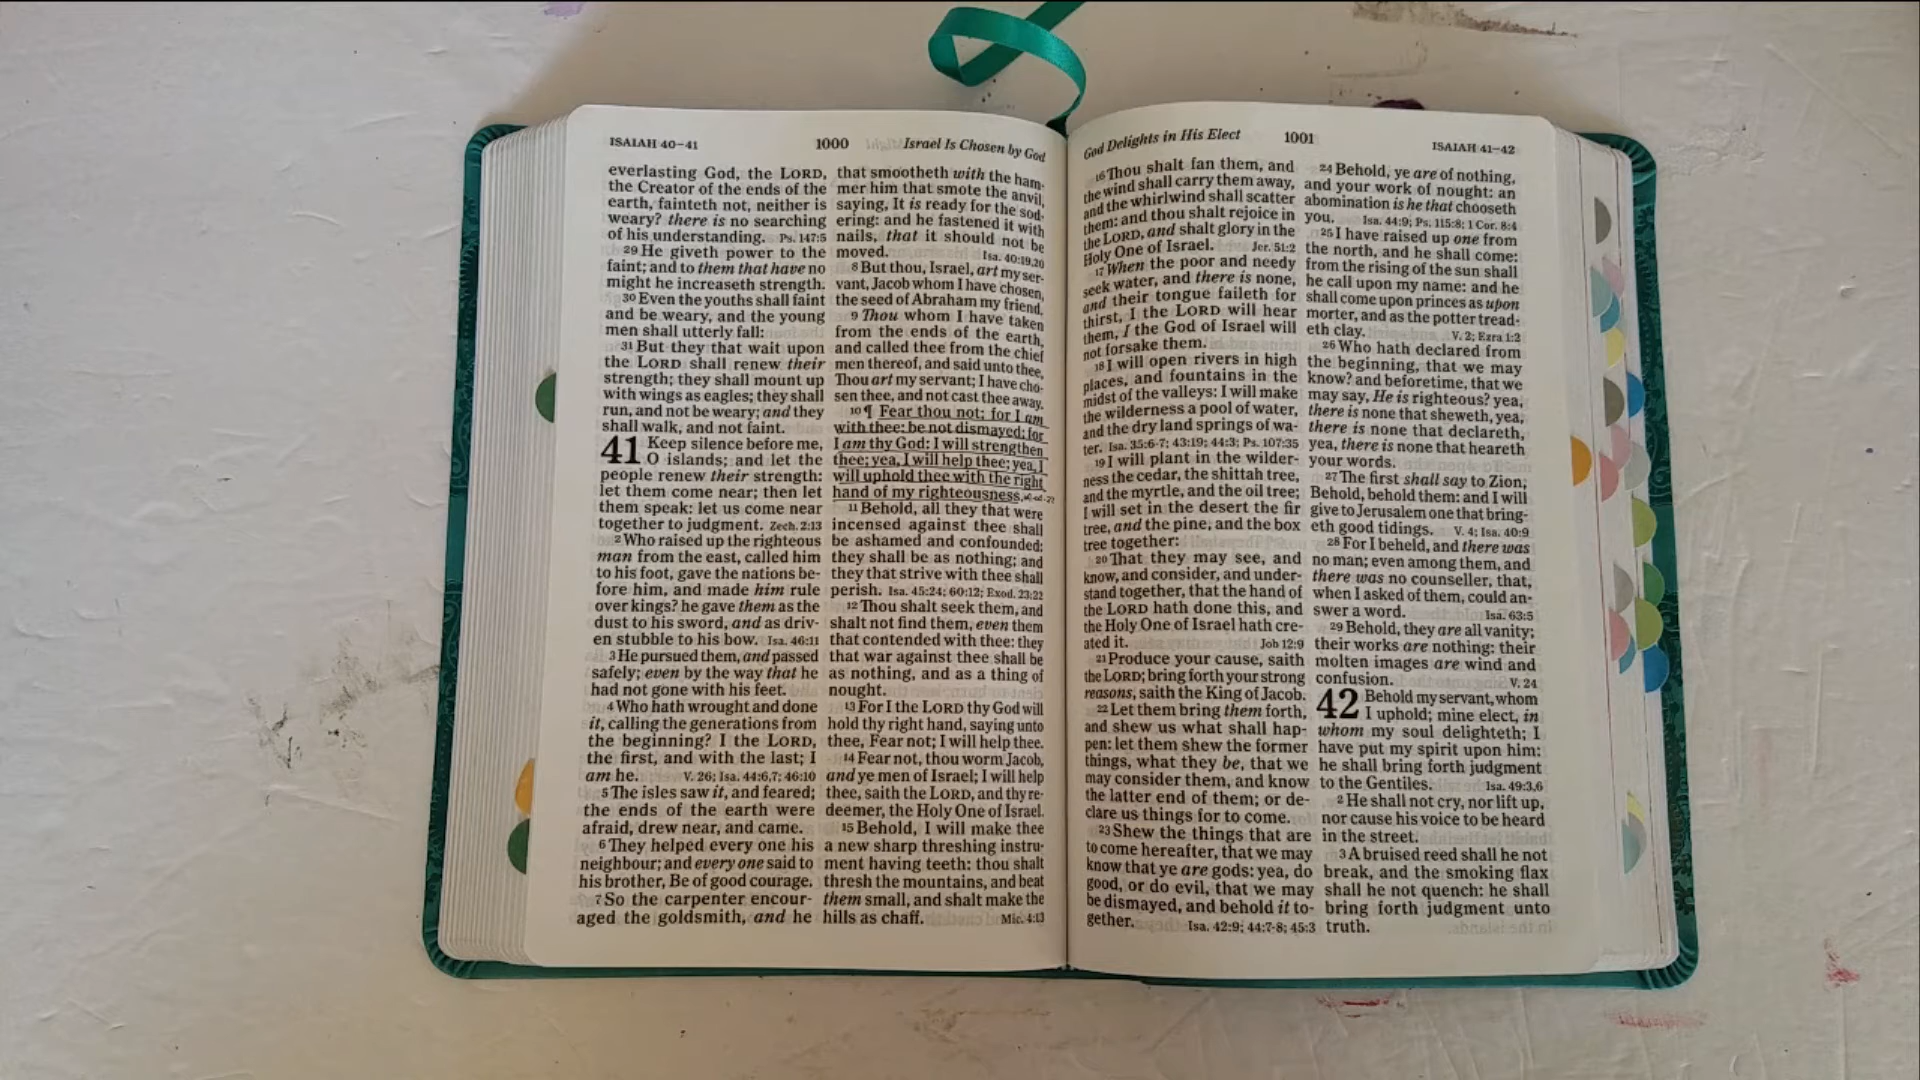 ISAIAH 40–41
1000
Israel Is Chosen by God
everlasting God, the LORD,
the Creator of the ends of the
earth, fainteth not, neither is
weary? there is no searching
of his understanding. Ps. 147:5
29 He giveth power to the
faint; and to them that have no
might he increaseth strength.
30 Even the youths shall faint
and be weary, and the young
men shall utterly fall:
31 But they that wait upon
the LORD shall renew their
strength; they shall mount up
with wings as eagles; they shall
run, and not be weary; and they
shall walk, and not faint.
41 Keep silence before me,
O islands; and let the
people renew their strength:
let them come near; then let
them speak: let us come near
together to judgment. Zech. 2:13
2 Who raised up the righteous
man from the east, called him
to his foot, gave the nations be-
fore him, and made him rule
over kings? he gave them as the
dust to his sword, and as driv-
en stubble to his bow. Isa. 46:11
3 He pursued them, and passed
safely; even by the way that he
had not gone with his feet.
4 Who hath wrought and done
it, calling the generations from
the beginning? I the LORD,
the first, and with the last; I
am he. V. 26; Isa. 44:6,7; 46:10
5 The isles saw it, and feared;
the ends of the earth were
afraid, drew near, and came.
6 They helped every one his
neighbour; and every one said to
his brother, Be of good courage.
7 So the carpenter encour-
aged the goldsmith, and he
that smootheth with the ham-
mer him that smote the anvil,
saying, It is ready for the sod-
ering: and he fastened it with
nails, that it should not be
moved. Isa. 40:19,20
8 But thou, Israel, art my ser-
vant, Jacob whom I have chosen,
the seed of Abraham my friend.
9 Thou whom I have taken
from the ends of the earth,
and called thee from the chief
men thereof, and said unto thee,
Thou art my servant; I have cho-
sen thee, and not cast thee away.
10 ¶ Fear thou not; for I am
with thee: be not dismayed; for
I am thy God: I will strengthen
thee; yea, I will help thee; yea, I
will uphold thee with the right
hand of my righteousness.
11 Behold, all they that were
incensed against thee shall
be ashamed and confounded:
they shall be as nothing; and
they that strive with thee shall
perish. Isa. 45:24; 60:12; Exod. 23:22
12 Thou shalt seek them, and
shalt not find them, even them
that contended with thee: they
that war against thee shall be
as nothing, and as a thing of
nought.
13 For I the LORD thy God will
hold thy right hand, saying unto
thee, Fear not; I will help thee.
14 Fear not, thou worm Jacob,
and ye men of Israel; I will help
thee, saith the LORD, and thy re-
deemer, the Holy One of Israel.
15 Behold, I will make thee
a new sharp threshing instru-
ment having teeth: thou shalt
thresh the mountains, and beat
them small, and shalt make the
hills as chaff. Mic. 4:13
God Delights in His Elect
1001
ISAIAH 41–42
16 Thou shalt fan them, and
the wind shall carry them away,
and the whirlwind shall scatter
them: and thou shalt rejoice in
the LORD, and shalt glory in the
Holy One of Israel. Jer. 51:2
17 When the poor and needy
seek water, and there is none,
and their tongue faileth for
thirst, I the LORD will hear
them, I the God of Israel will
not forsake them.
18 I will open rivers in high
places, and fountains in the
midst of the valleys: I will make
the wilderness a pool of water,
and the dry land springs of wa-
ter. Isa. 35:6-7; 43:19; 44:3; Ps. 107:35
19 I will plant in the wilder-
ness the cedar, the shittah tree,
and the myrtle, and the oil tree;
I will set in the desert the fir
tree, and the pine, and the box
tree together:
20 That they may see, and
know, and consider, and under-
stand together, that the hand of
the LORD hath done this, and
the Holy One of Israel hath cre-
ated it. Job 12:9
21 Produce your cause, saith
the LORD; bring forth your strong
reasons, saith the King of Jacob.
22 Let them bring them forth,
and shew us what shall hap-
pen: let them shew the former
things, what they be, that we
may consider them, and know
the latter end of them; or de-
clare us things for to come.
23 Shew the things that are
to come hereafter, that we may
know that ye are gods: yea, do
good, or do evil, that we may
be dismayed, and behold it to-
gether. Isa. 42:9; 44:7-8; 45:3
24 Behold, ye are of nothing,
and your work of nought: an
abomination is he that chooseth
you. Isa. 44:9; Ps. 115:8; 1 Cor. 8:4
25 I have raised up one from
the north, and he shall come:
from the rising of the sun shall
he call upon my name: and he
shall come upon princes as upon
morter, and as the potter tread-
eth clay. V. 2; Ezra 1:2
26 Who hath declared from
the beginning, that we may
know? and beforetime, that we
may say, He is righteous? yea,
there is none that sheweth, yea,
there is none that declareth,
yea, there is none that heareth
your words.
27 The first shall say to Zion,
Behold, behold them: and I will
give to Jerusalem one that bring-
eth good tidings. V. 4; Isa. 40:9
28 For I beheld, and there was
no man; even among them, and
there was no counseller, that,
when I asked of them, could an-
swer a word. Isa. 63:5
29 Behold, they are all vanity;
their works are nothing: their
molten images are wind and
confusion. V. 24
42 Behold my servant, whom
I uphold; mine elect, in
whom my soul delighteth; I
have put my spirit upon him:
he shall bring forth judgment
to the Gentiles. Isa. 49:3,6
2 He shall not cry, nor lift up,
nor cause his voice to be heard
in the street.
3 A bruised reed shall he not
break, and the smoking flax
shall he not quench: he shall
bring forth judgment unto
truth.